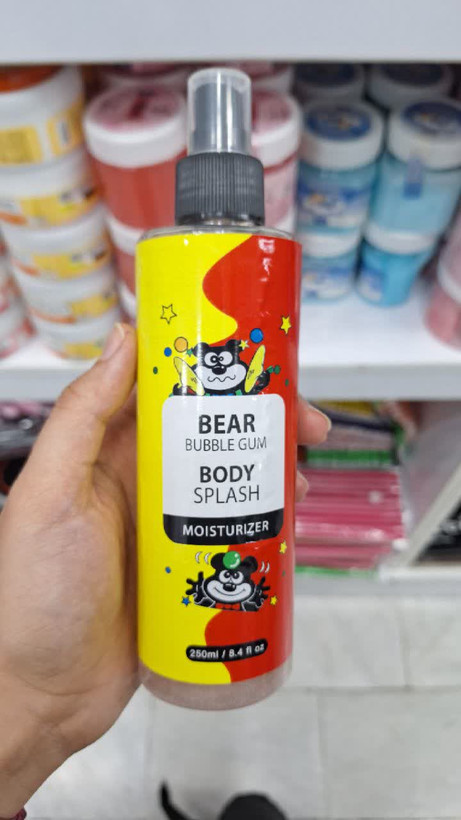 BEAR
BUBBLE GUM
BODY
SPLASH
MOISTURIZER
250ml / 8.4 fl oz